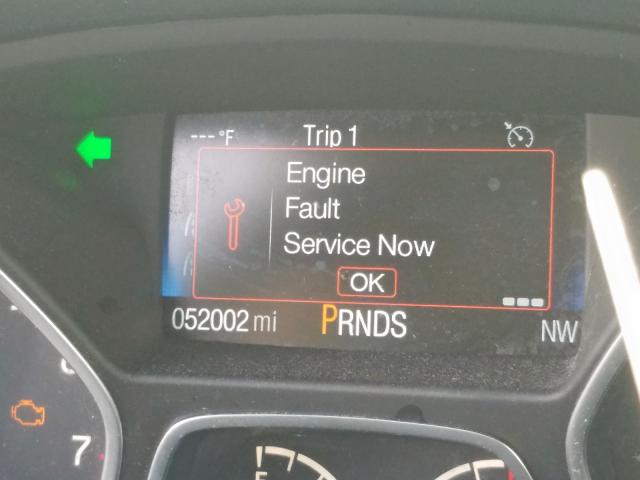 --- °F Trip 1
Engine
Fault
Service Now
OK
052002 mi PRNDS NW
7